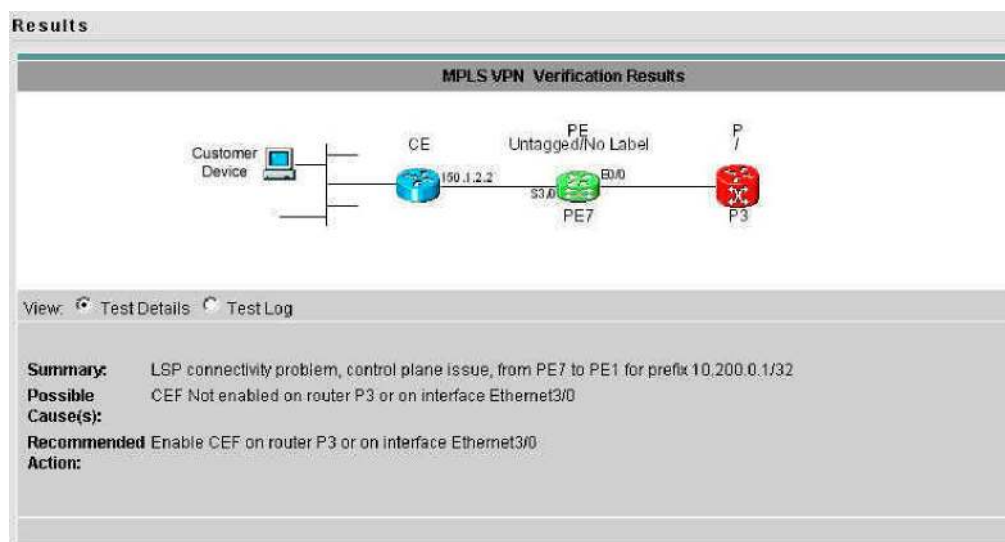 Results
MPLS VPN Verification Results
Customer
Device
CE
150.1.2.2
PE
Untagged/No Label
S3/0
E0/0
PE7
P
/
P3
View: Test Details Test Log
Summary: LSP connectivity problem, control plane issue, from PE7 to PE1 for prefix 10.200.0.1/32
Possible CEF Not enabled on router P3 or on interface Ethernet3/0
Cause(s):
Recommended Enable CEF on router P3 or on interface Ethernet3/0
Action: